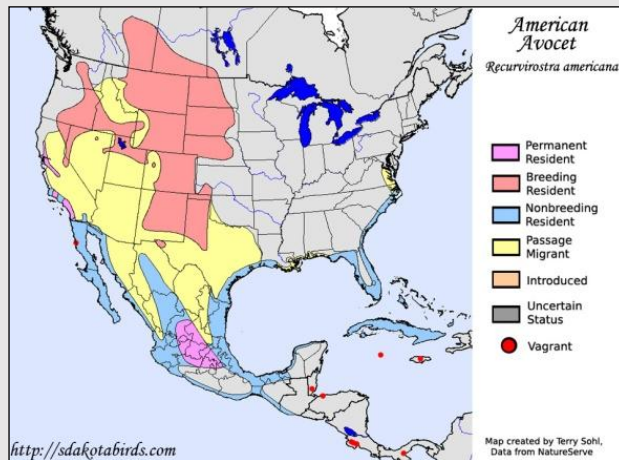 American
Avocet
Recurvirostra americana
Permanent
Resident
Breeding
Resident
Nonbreeding
Resident
Passage
Migrant
Introduced
Uncertain
Status
Vagrant
http://sdakotabirds.com
Map created by Terry Sohl,
Data from NatureServe